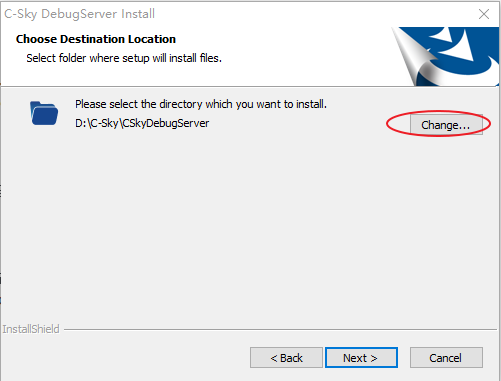 C-Sky DebugServer Install
Choose Destination Location
Select folder where setup will install files.
Please select the directory which you want to install.
D:\C-Sky\CSkyDebugServer
Change...
InstallShield
< Back
Next >
Cancel